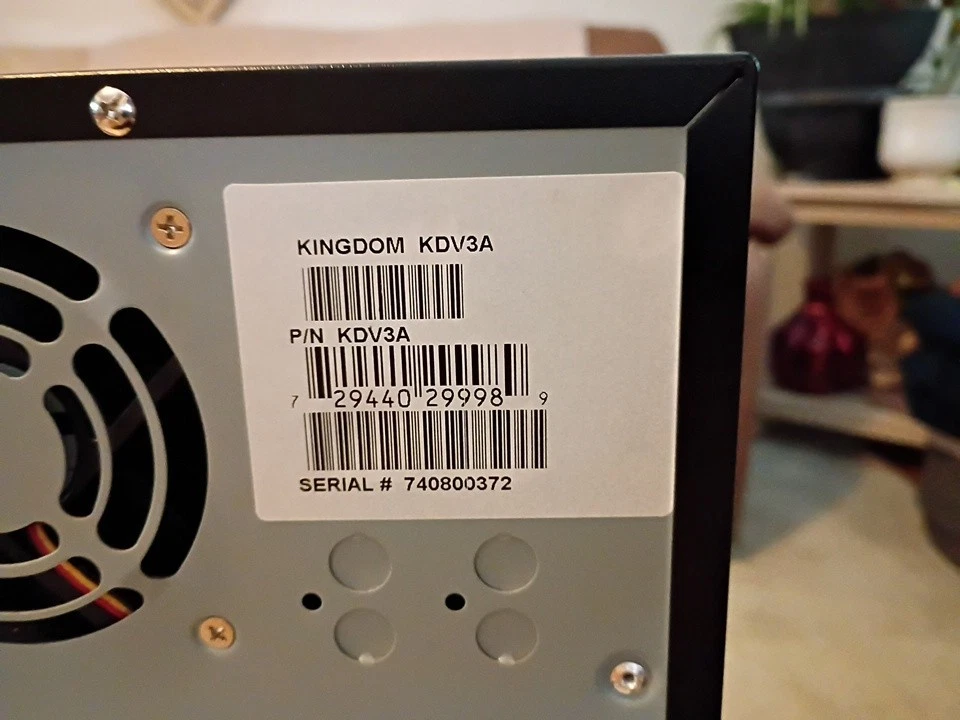 KINGDOM KDV3A
P/N KDV3A
7 29440 29998 9
SERIAL # 740800372